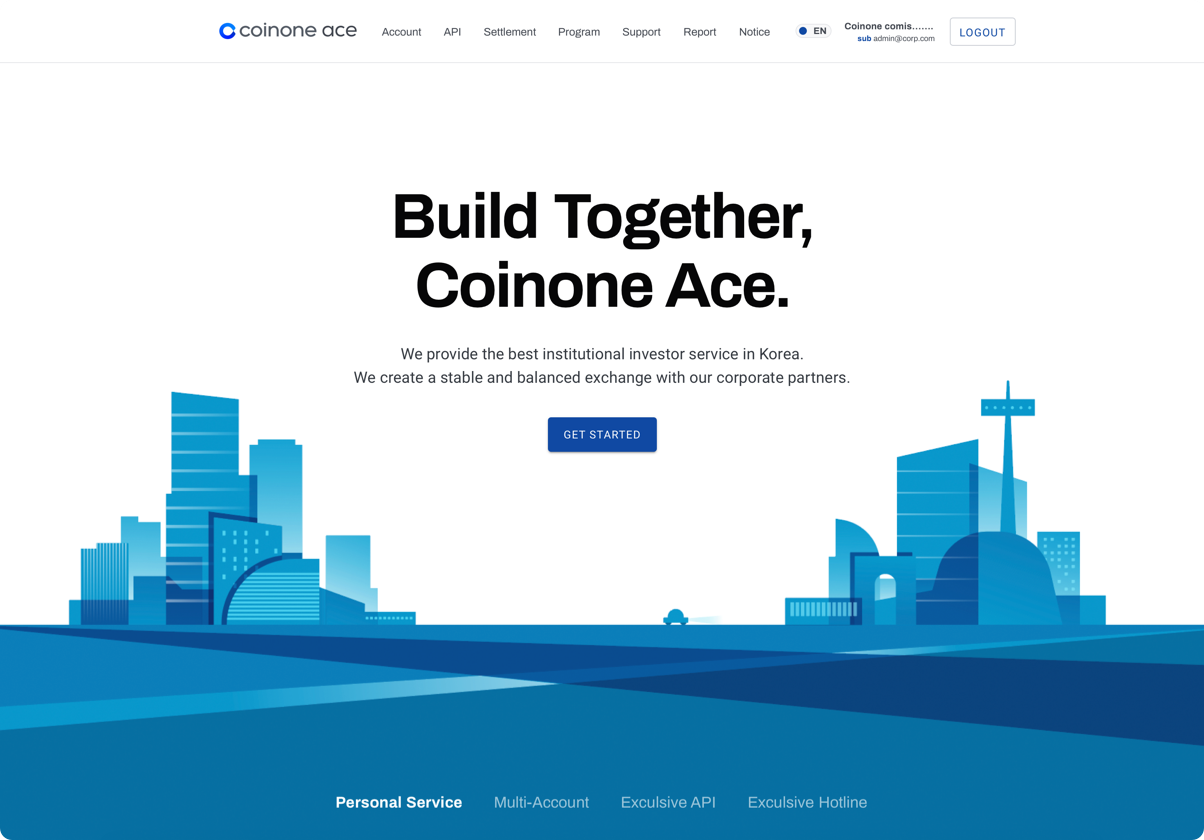 coinone ace
Account API Settlement Program Support Report Notice
EN
Coinone comis.......
sub admin@corp.com
LOGOUT
Build Together,
Coinone Ace.
We provide the best institutional investor service in Korea.
We create a stable and balanced exchange with our corporate partners.
GET STARTED
Personal Service Multi-Account Exculsive API Exculsive Hotline